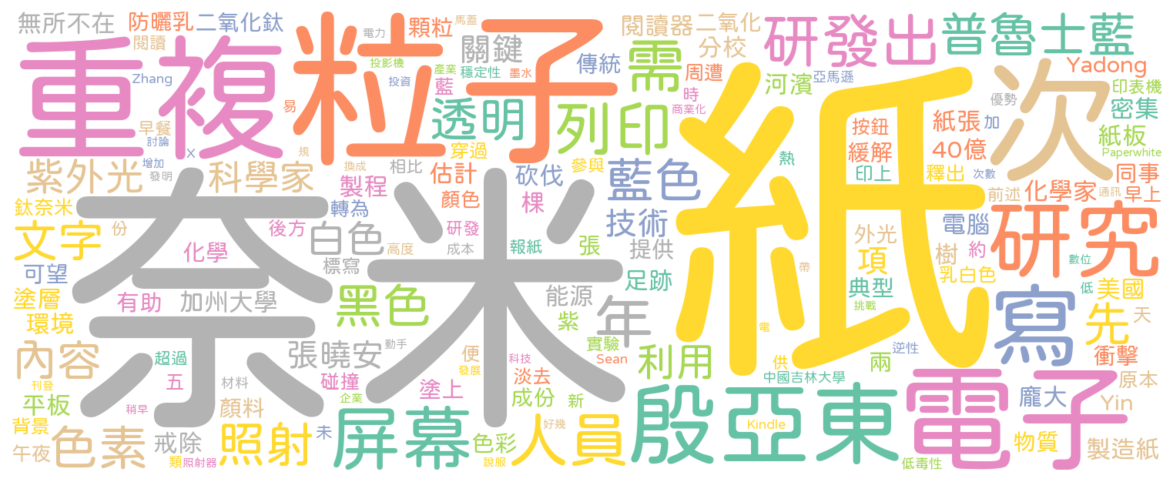 無所不在
防曬乳
二氧化鈦
閱讀
Zhang
重複
粒子
電力
馬蓋
投影機
投資
產業
穩定性
墨水
顆粒
關鍵
傳統
需
閱讀器
二氧化
分校
周遭
藍
時
易
商業化
研發出
普魯士藍
河濱
亞馬遜
Yadong
優勢
印表機
密集
紙板
Paperwhite
次
透明
列印
紙
早餐
討論
增加
發明
X
規
紫外光
科學家
換成
相比
穿過
估計
製程
顏色
參與
砍伐
棵
藍色
熱
按鈕
緩解
印上
紙張
加
40億
釋出
次數
前述
化學家
通訊
同事
早上
鈦奈米
份
轉為
後方
高度
研發
成本
技術
報紙
張
提供
文字
化學
白色
標寫
奈米
外光
項
典型
電腦
樹
約
乳白色
數位
低
美國
天
研究
可望
塗層
環境
有助
加州大學
黑色
能源
足跡
年
紫
實驗
Sean
帶
電
供
挑戰
逆性
寫
先
衝擊
內容
超過
五
材料
張曉安
動手
碰撞
企業
塗上
便
發展
科技
淡去
成份
新
利用
兩
中國吉林大學
原本
Yin
龐大
刊登
平板
稍早
顏料
背景
午夜
色素
戒除
類
照射器
照射
未
屏幕
色彩
說服
好幾
人員
殷亞東
Kindle
電子
低毒性
物質
製造紙